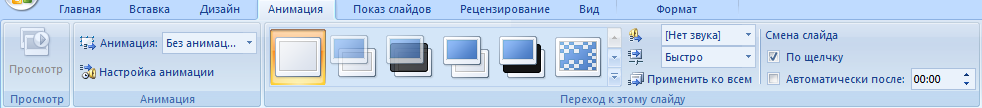 Главная Вставка Дизайн Анимация Показ слайдов Рецензирование Вид Формат
Просмотр
Анимация: Без анимац...
Настройка анимации
[Нет звука]
Быстро
Применить ко всем
Смена слайда
По щелчку
Автоматически после: 00:00
Просмотр Анимация Переход к этому слайду